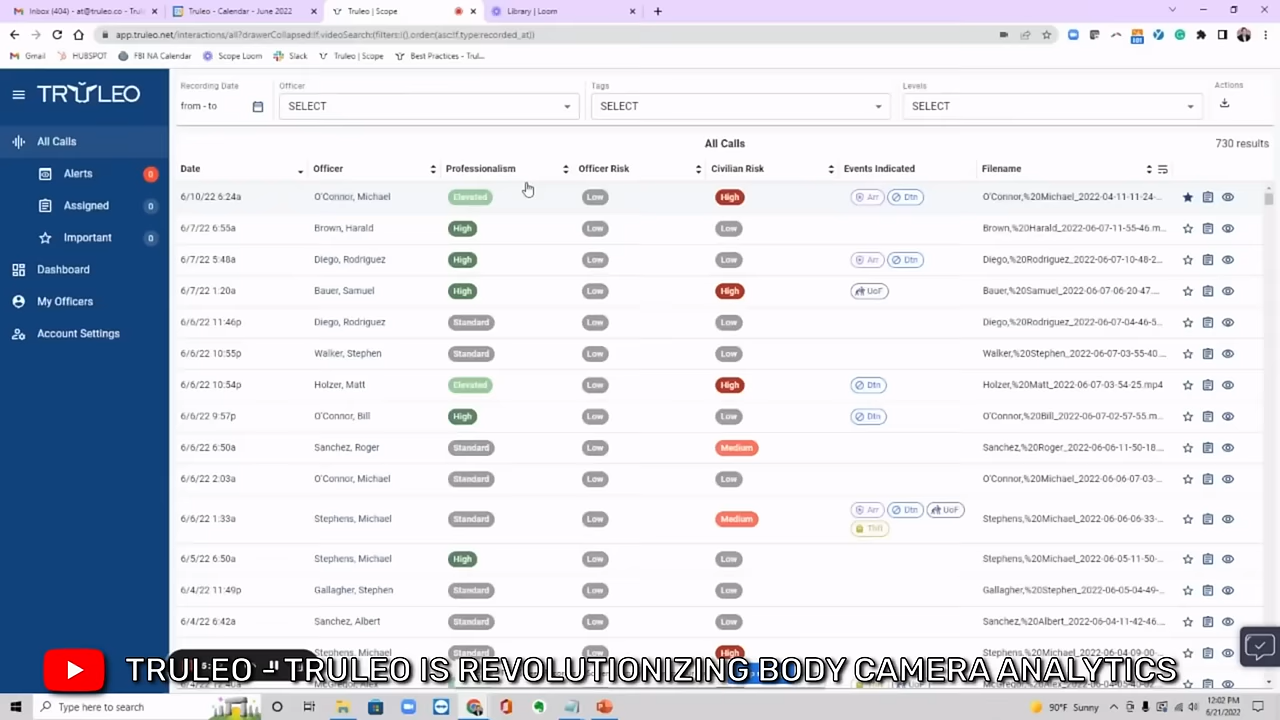 Inbox (404) - at@truleo.co
Truleo - Calendar - June 2022
Truleo | Scope
Library | Loom
app.truleo.net/interactions/all?drawerCollapsed:lf.videoSearch:(filters:!(),order(asc!f,type:recorded_at))
Gmail HUBSPOT FBI NA Calendar Scope Loom Slack Truleo | Scope Best Practices - Trul...
TRULEO
All Calls
Alerts 0
Assigned 0
Important 0
Dashboard
My Officers
Account Settings
Recording Date Officer Tags Levels Actions
from - to SELECT SELECT SELECT
All Calls 730 results
Date Officer Professionalism Officer Risk Civilian Risk Events Indicated Filename
6/10/22 6:24a O'Connor, Michael Elevated Low High Arr Dtn O'Connor,%20Michael_2022-04-11-11-24-...
6/7/22 6:55a Brown, Harald High Low Low Brown,%20Harald_2022-06-07-11-55-46.m...
6/7/22 5:48a Diego, Rodriguez High Low Low Arr Dtn Diego,%20Rodriguez_2022-06-07-10-48-2...
6/7/22 1:20a Bauer, Samuel High Low High UoF Bauer,%20Samuel_2022-06-07-06-20-47....
6/6/22 11:46p Diego, Rodriguez Standard Low Low Diego,%20Rodriguez_2022-06-07-04-46-5...
6/6/22 10:55p Walker, Stephen Standard Low Low Walker,%20Stephen_2022-06-07-03-55-40...
6/6/22 10:54p Holzer, Matt Elevated Low High Dtn Holzer,%20Matt_2022-06-07-03-54-25.mp4
6/6/22 9:57p O'Connor, Bill High Low Low Dtn O'Connor,%20Bill_2022-06-07-02-57-55.m...
6/6/22 6:50a Sanchez, Roger Standard Low Medium Sanchez,%20Roger_2022-06-06-11-50-18...
6/6/22 2:03a O'Connor, Michael Standard Low Low O'Connor,%20Michael_2022-06-06-07-03-...
6/6/22 1:33a Stephens, Michael Standard Low Medium Arr Dtn UoF Stephens,%20Michael_2022-06-06-06-33-...
6/5/22 6:50a Stephens, Michael High Low Low Stephens,%20Michael_2022-06-05-11-50-...
6/4/22 11:49p Gallagher, Stephen Standard Low Low Gallagher,%20Stephen_2022-06-05-04-49-...
6/4/22 6:42a Sanchez, Albert Standard Low Low Sanchez,%20Albert_2022-06-04-11-42-46...
TRULEO - TRULEO IS REVOLUTIONIZING BODY CAMERA ANALYTICS
Type here to search
90°F Sunny
12:02 PM
6/21/2022